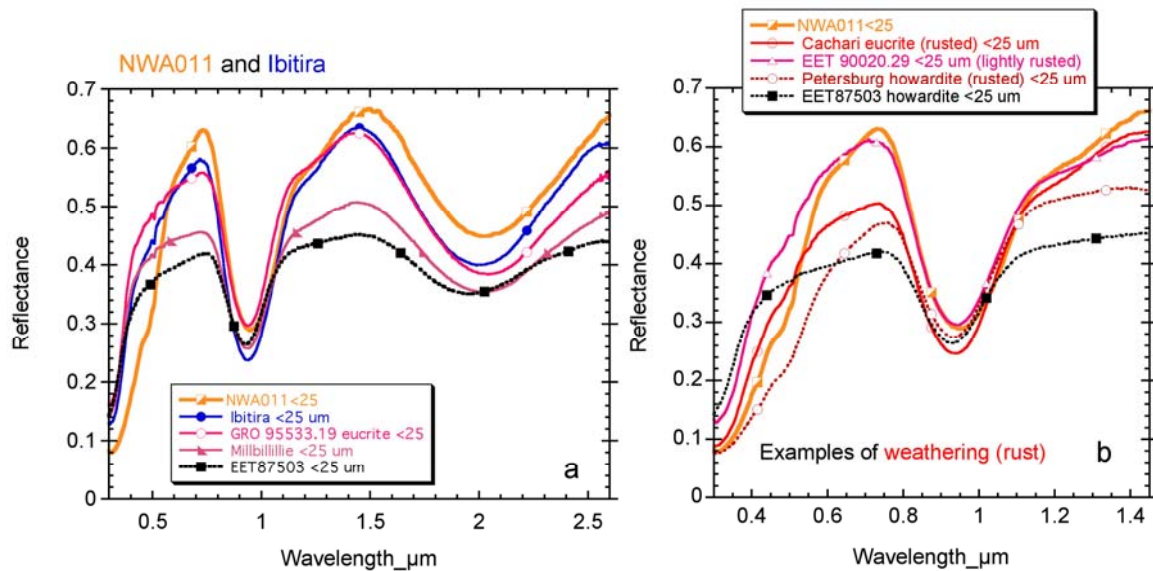 NWA011 and Ibitira
Reflectance
0.7
0.6
0.5
0.4
0.3
0.2
0.1
0
NWA011<25
Ibitira <25 um
GRO 95533.19 eucrite <25
Millbillillie <25 um
EET87503 <25 um
a
0.5 1 1.5 2 2.5
Wavelength_µm
NWA011<25
Cachari eucrite (rusted) <25 um
EET 90020.29 <25 um (lightly rusted)
Petersburg howardite (rusted) <25 um
EET87503 howardite <25 um
Reflectance
0.7
0.6
0.5
0.4
0.3
0.2
0.1
0
Examples of weathering (rust)
b
0.4 0.6 0.8 1 1.2 1.4
Wavelength_µm